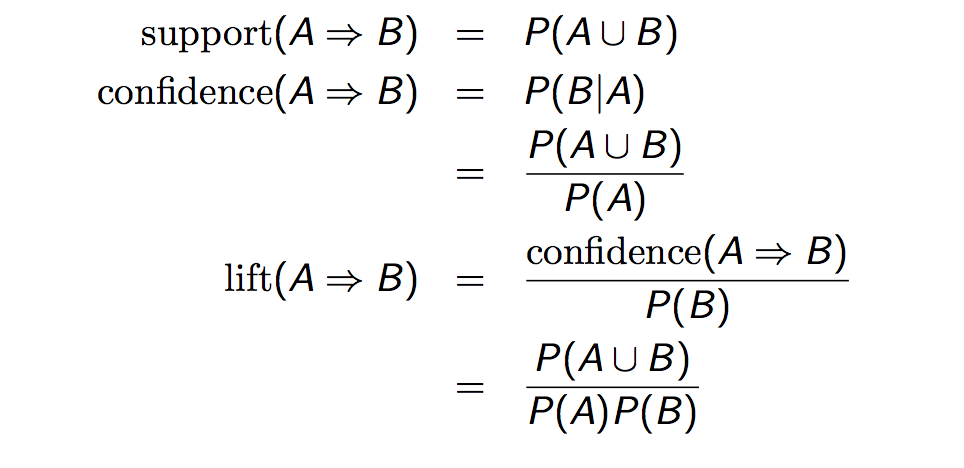 support(A ⇒ B) = P(A ∪ B)
confidence(A ⇒ B) = P(B|A)
= P(A ∪ B) / P(A)
lift(A ⇒ B) = confidence(A ⇒ B) / P(B)
= P(A ∪ B) / P(A)P(B)